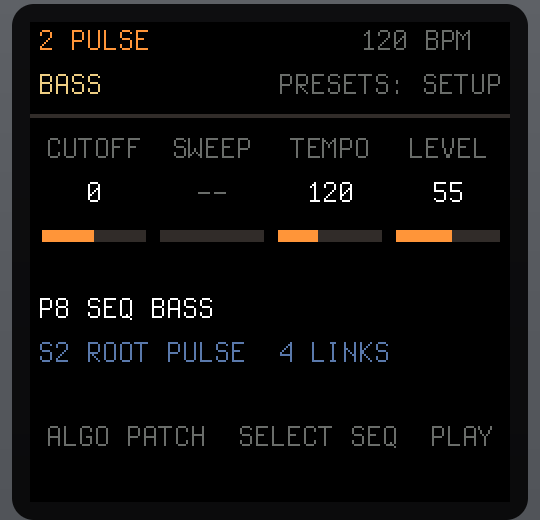 2 PULSE 120 BPM
BASS PRESETS: SETUP
CUTOFF SWEEP TEMPO LEVEL
0 -- 120 55
P8 SEQ BASS
S2 ROOT PULSE 4 LINKS
ALGO PATCH SELECT SEQ PLAY